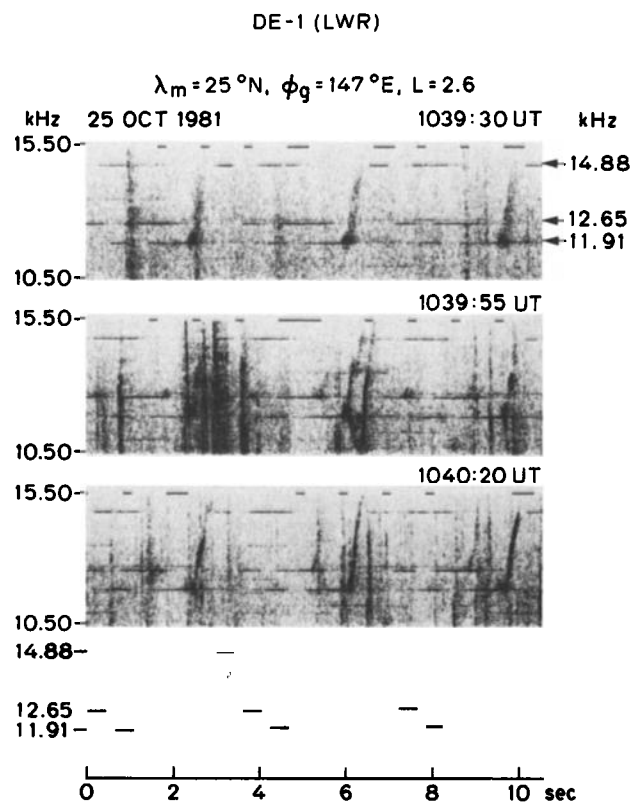 DE-1 (LWR)
λm = 25 °N, ϕg = 147 °E, L = 2.6
kHz 25 OCT 1981 1039:30 UT kHz
15.50
14.88
12.65
11.91
10.50
1039:55 UT
15.50
10.50
1040:20 UT
15.50
10.50
14.88
12.65
11.91
0 2 4 6 8 10 sec